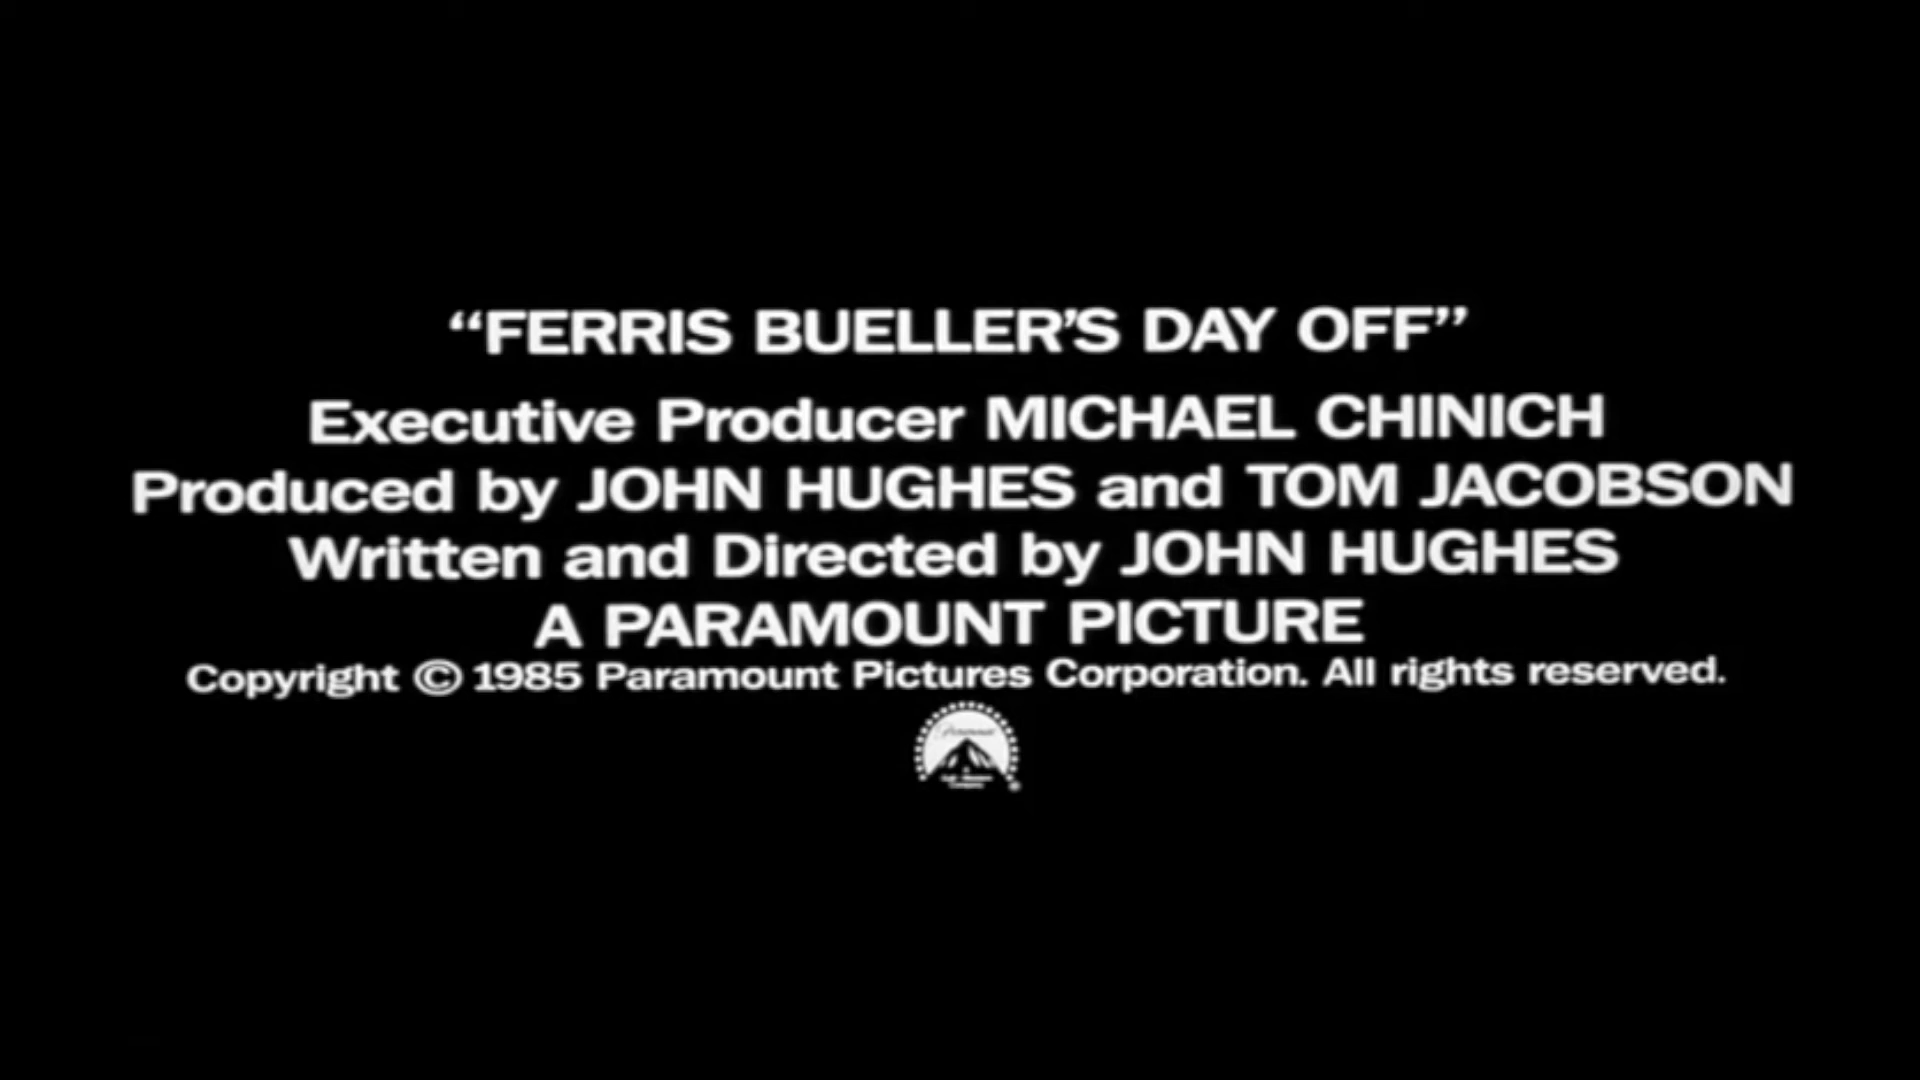 “FERRIS BUELLER’S DAY OFF”
Executive Producer MICHAEL CHINICH
Produced by JOHN HUGHES and TOM JACOBSON
Written and Directed by JOHN HUGHES
A PARAMOUNT PICTURE
Copyright © 1985 Paramount Pictures Corporation. All rights reserved.
Paramount